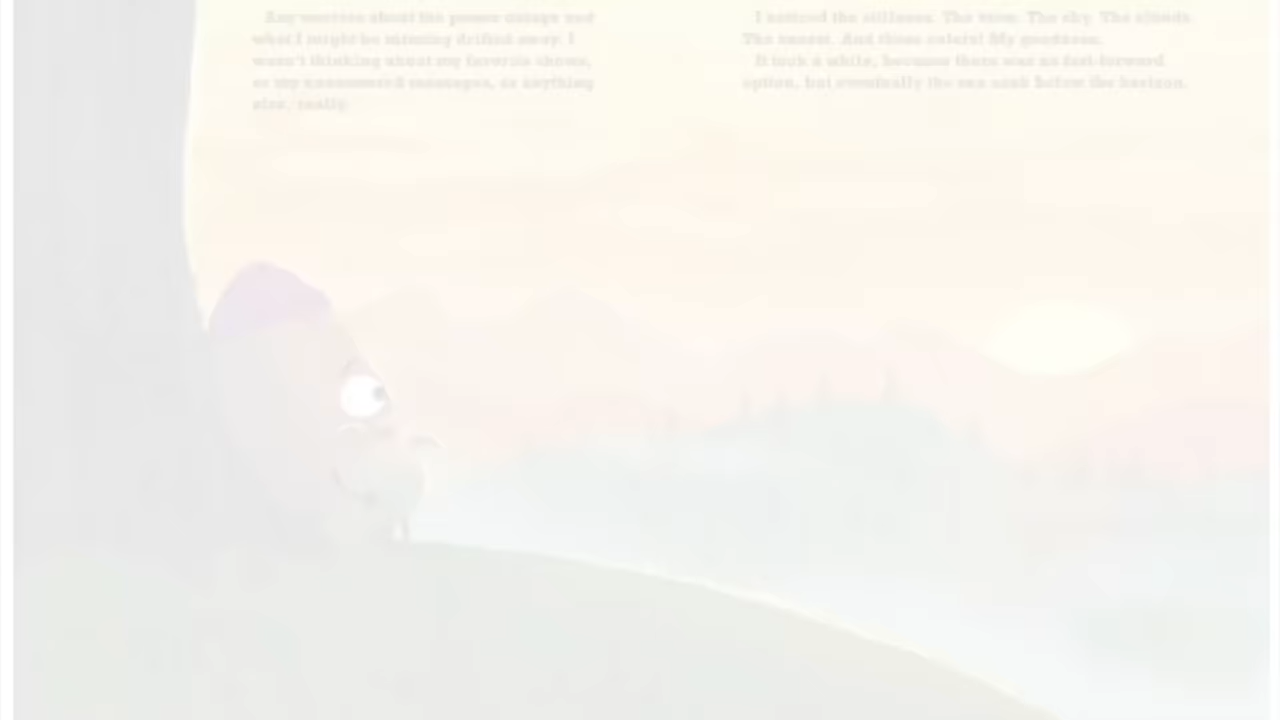 Any worries about the power outage and
what I might be missing drifted away. I
wasn't thinking about my favorite shows,
or my unanswered messages, or anything
else, really.
I noticed the stillness. The view. The sky. The clouds.
The sunset. And those colors! My goodness.
It took a while, because there was no fast-forward
option, but eventually the sun sank below the horizon.